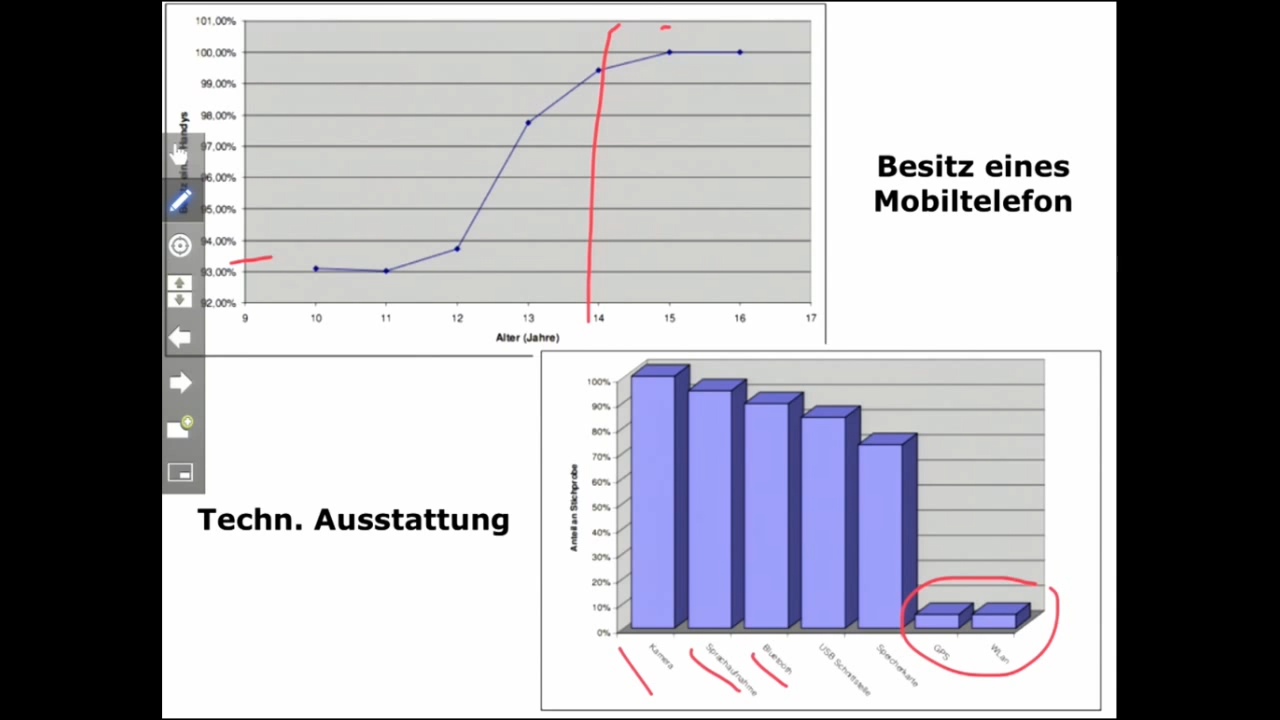 101,00%
100,00%
99,00%
98,00%
97,00%
96,00%
95,00%
94,00%
93,00%
92,00%
9 10 11 12 13 14 15 16 17
Alter (Jahre)
Besitz eines
Mobiltelefon
Techn. Ausstattung
Anteil an Stichprobe
100%
90%
80%
70%
60%
50%
40%
30%
20%
10%
0%
Kamera
Sprachaufnahme
Bluetooth
USB Schnittstelle
Speicherkarte
GPS
WLan